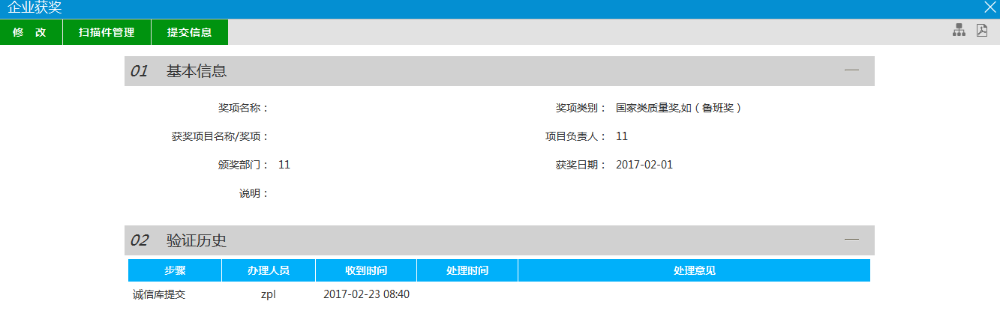 企业获奖
修 改 扫描件管理 提交信息
01 基本信息
奖项名称： 奖项类别： 国家类质量奖,如（鲁班奖）
获奖项目名称/奖项： 项目负责人： 11
颁奖部门： 11 获奖日期： 2017-02-01
说明：
02 验证历史
步骤 办理人员 收到时间 处理时间 处理意见
诚信库提交 zpl 2017-02-23 08:40